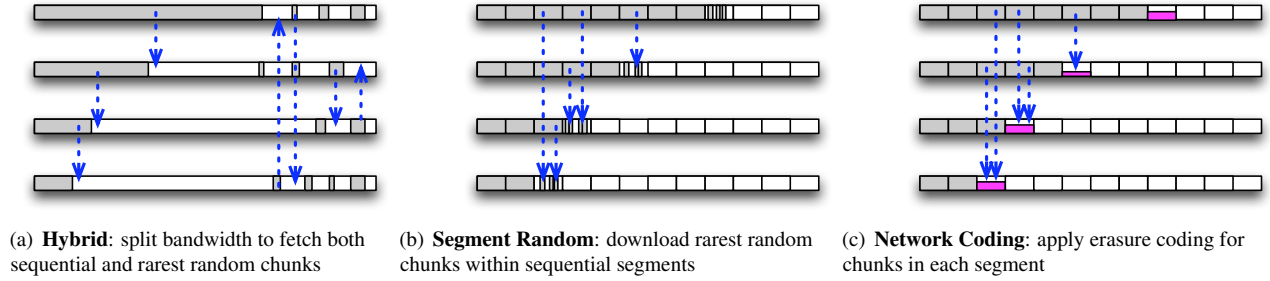 (a) Hybrid: split bandwidth to fetch both
sequential and rarest random chunks
(b) Segment Random: download rarest random
chunks within sequential segments
(c) Network Coding: apply erasure coding for
chunks in each segment